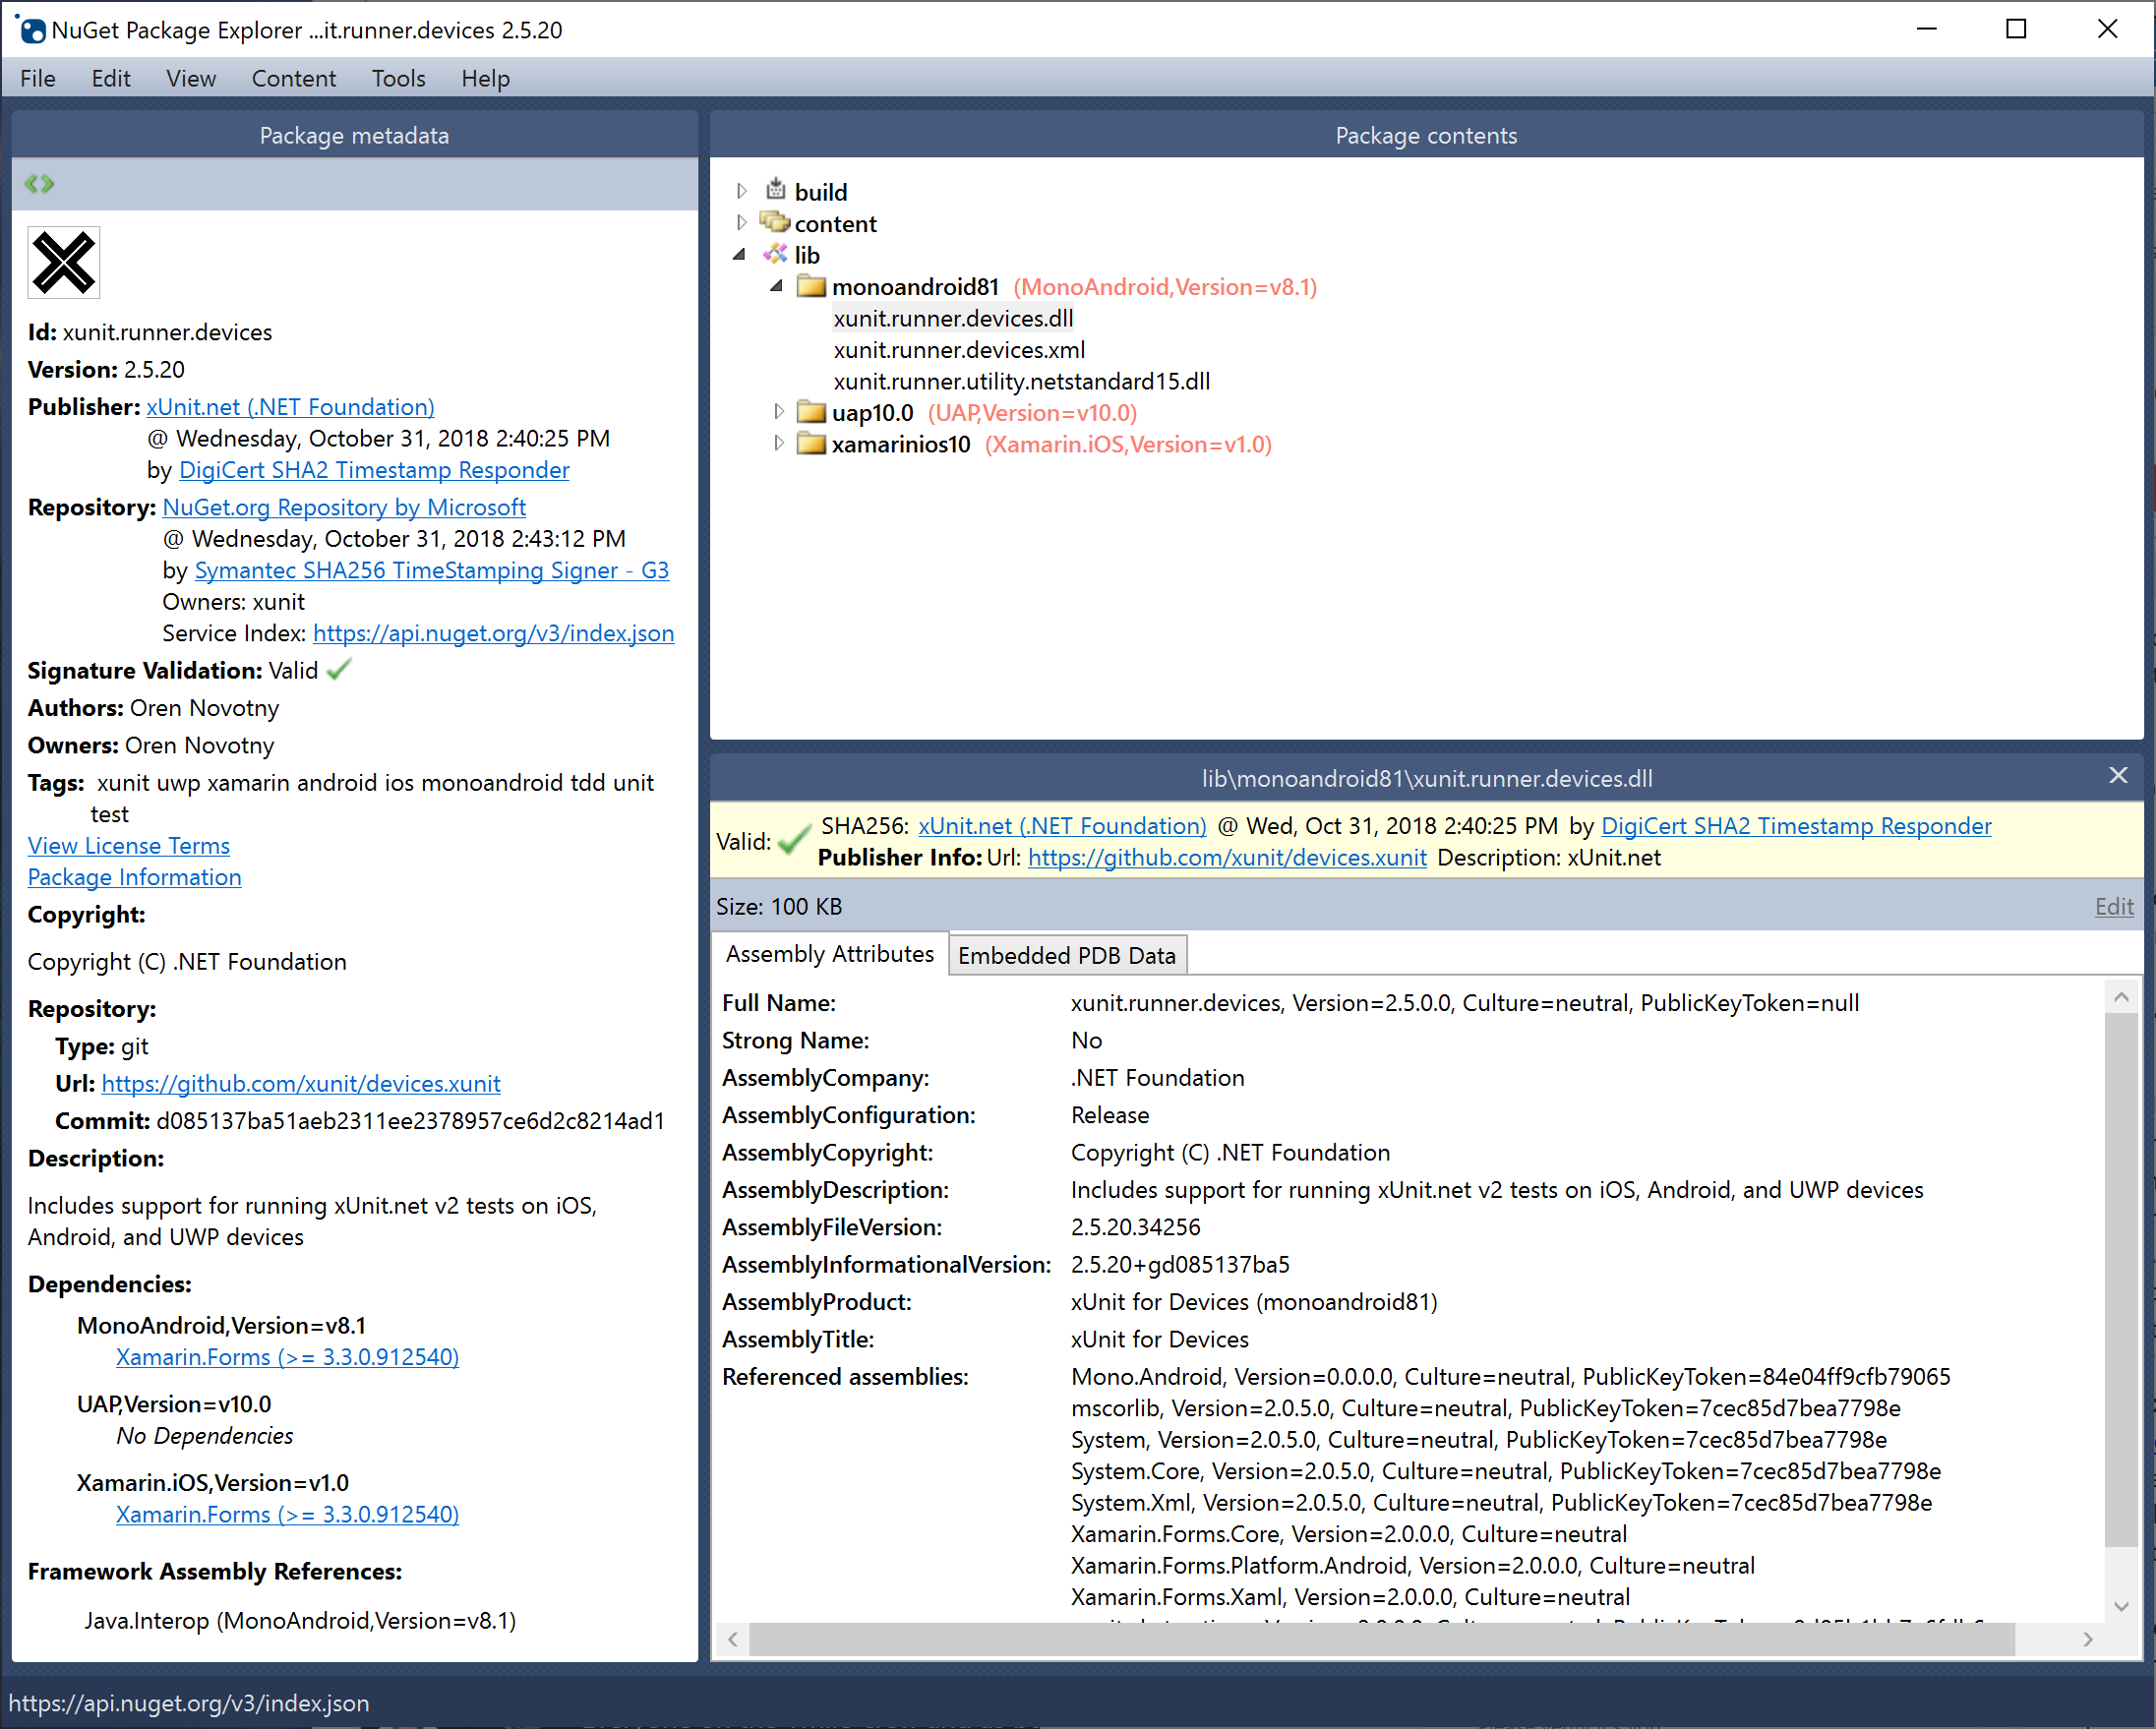 NuGet Package Explorer ...it.runner.devices 2.5.20
File Edit View Content Tools Help
Package metadata
Id: xunit.runner.devices
Version: 2.5.20
Publisher: xUnit.net (.NET Foundation)
@ Wednesday, October 31, 2018 2:40:25 PM
by DigiCert SHA2 Timestamp Responder
Repository: NuGet.org Repository by Microsoft
@ Wednesday, October 31, 2018 2:43:12 PM
by Symantec SHA256 TimeStamping Signer - G3
Owners: xunit
Service Index: https://api.nuget.org/v3/index.json
Signature Validation: Valid
Authors: Oren Novotny
Owners: Oren Novotny
Tags: xunit uwp xamarin android ios monoandroid tdd unit
test
View License Terms
Package Information
Copyright:
Copyright (C) .NET Foundation
Repository:
Type: git
Url: https://github.com/xunit/devices.xunit
Commit: d085137ba51aeb2311ee2378957ce6d2c8214ad1
Description:
Includes support for running xUnit.net v2 tests on iOS,
Android, and UWP devices
Dependencies:
MonoAndroid,Version=v8.1
Xamarin.Forms (>= 3.3.0.912540)
UAP,Version=v10.0
No Dependencies
Xamarin.iOS,Version=v1.0
Xamarin.Forms (>= 3.3.0.912540)
Framework Assembly References:
Java.Interop (MonoAndroid,Version=v8.1)
Package contents
build
content
lib
monoandroid81 (MonoAndroid,Version=v8.1)
xunit.runner.devices.dll
xunit.runner.devices.xml
xunit.runner.utility.netstandard15.dll
uap10.0 (UAP,Version=v10.0)
xamarinios10 (Xamarin.iOS,Version=v1.0)
lib\monoandroid81\xunit.runner.devices.dll
Valid: SHA256: xUnit.net (.NET Foundation) @ Wed, Oct 31, 2018 2:40:25 PM by DigiCert SHA2 Timestamp Responder
Publisher Info: Url: https://github.com/xunit/devices.xunit Description: xUnit.net
Size: 100 KB Edit
Assembly Attributes Embedded PDB Data
Full Name: xunit.runner.devices, Version=2.5.0.0, Culture=neutral, PublicKeyToken=null
Strong Name: No
AssemblyCompany: .NET Foundation
AssemblyConfiguration: Release
AssemblyCopyright: Copyright (C) .NET Foundation
AssemblyDescription: Includes support for running xUnit.net v2 tests on iOS, Android, and UWP devices
AssemblyFileVersion: 2.5.20.34256
AssemblyInformationalVersion: 2.5.20+gd085137ba5
AssemblyProduct: xUnit for Devices (monoandroid81)
AssemblyTitle: xUnit for Devices
Referenced assemblies: Mono.Android, Version=0.0.0.0, Culture=neutral, PublicKeyToken=84e04ff9cfb79065
mscorlib, Version=2.0.5.0, Culture=neutral, PublicKeyToken=7cec85d7bea7798e
System, Version=2.0.5.0, Culture=neutral, PublicKeyToken=7cec85d7bea7798e
System.Core, Version=2.0.5.0, Culture=neutral, PublicKeyToken=7cec85d7bea7798e
System.Xml, Version=2.0.5.0, Culture=neutral, PublicKeyToken=7cec85d7bea7798e
Xamarin.Forms.Core, Version=2.0.0.0, Culture=neutral
Xamarin.Forms.Platform.Android, Version=2.0.0.0, Culture=neutral
Xamarin.Forms.Xaml, Version=2.0.0.0, Culture=neutral
https://api.nuget.org/v3/index.json